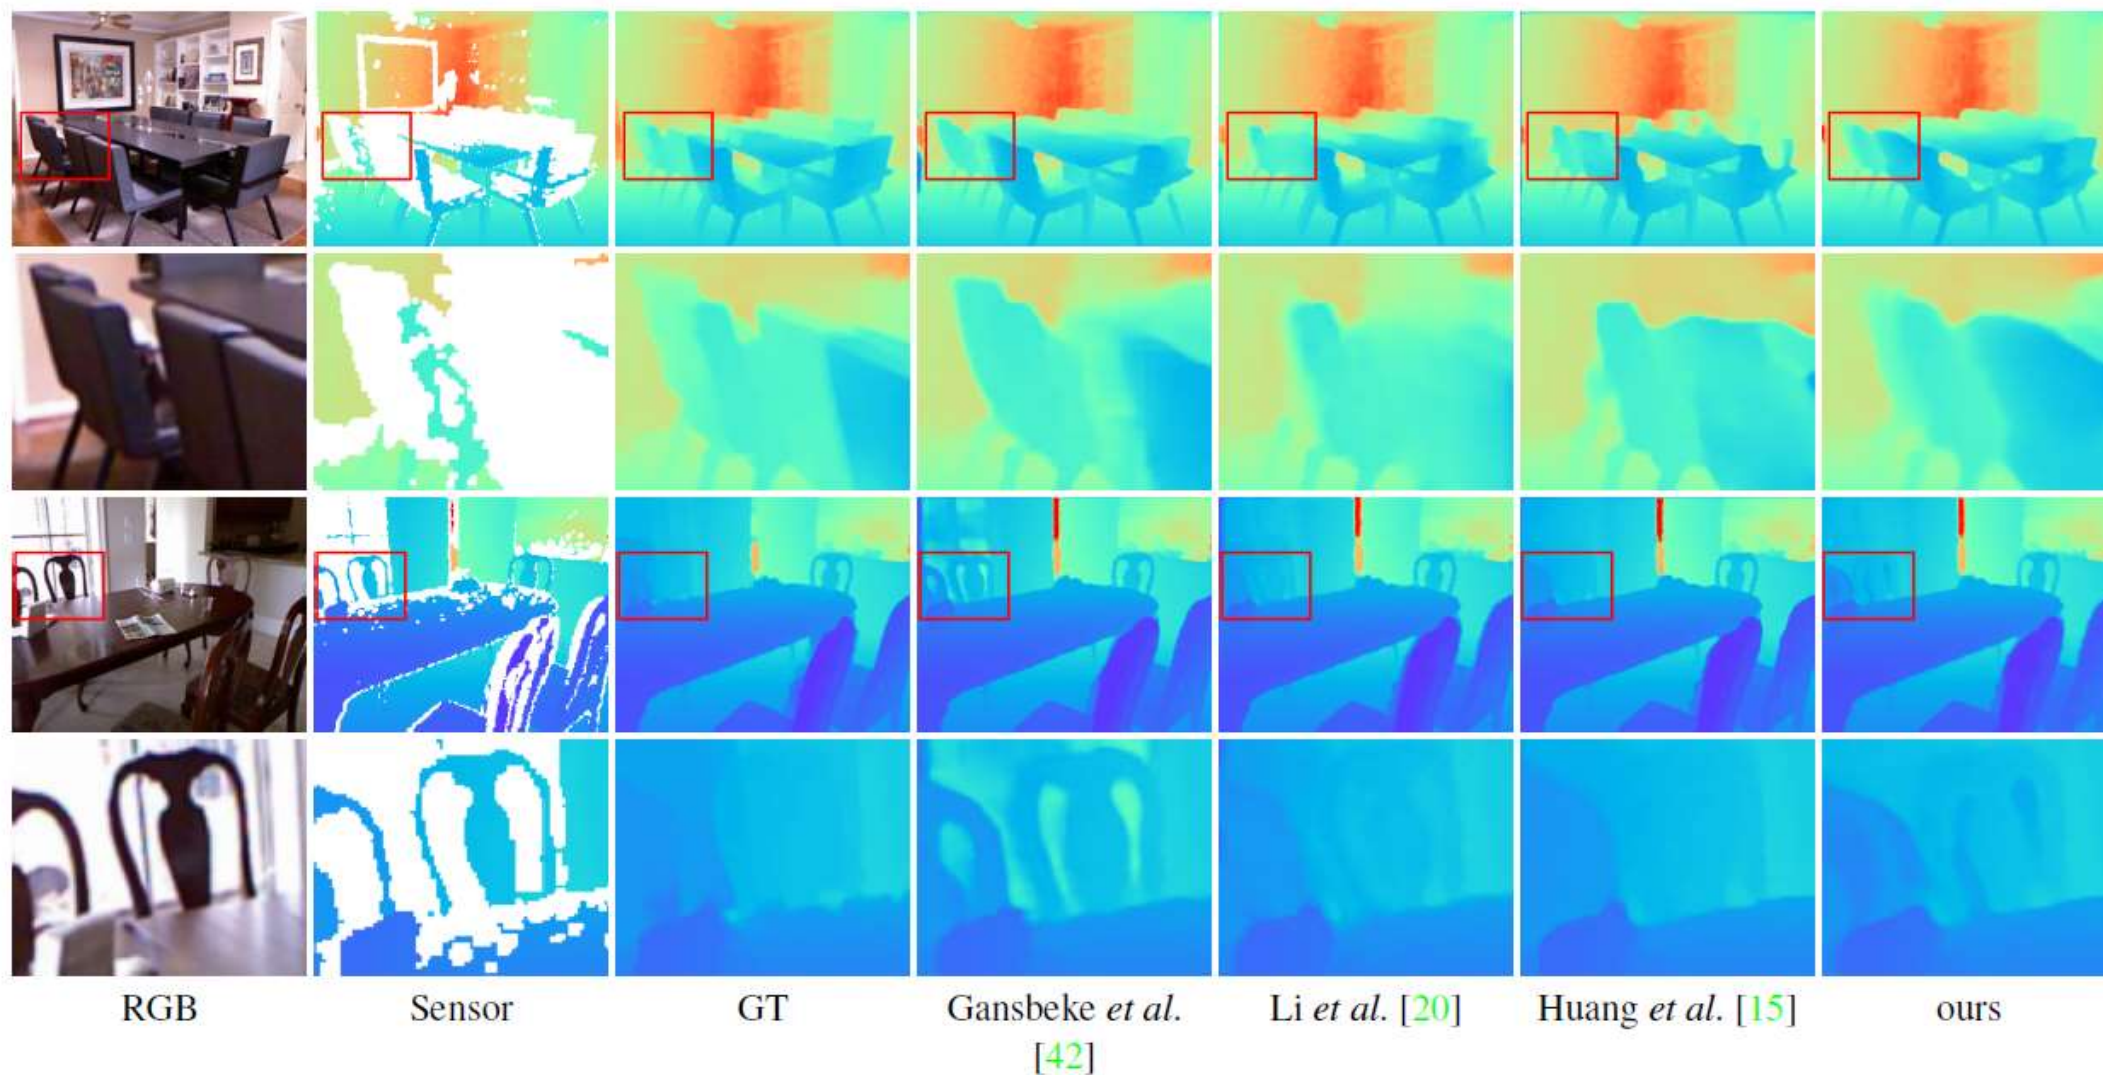 RGB Sensor GT Gansbeke et al. Li et al. [20] Huang et al. [15] ours
[42]